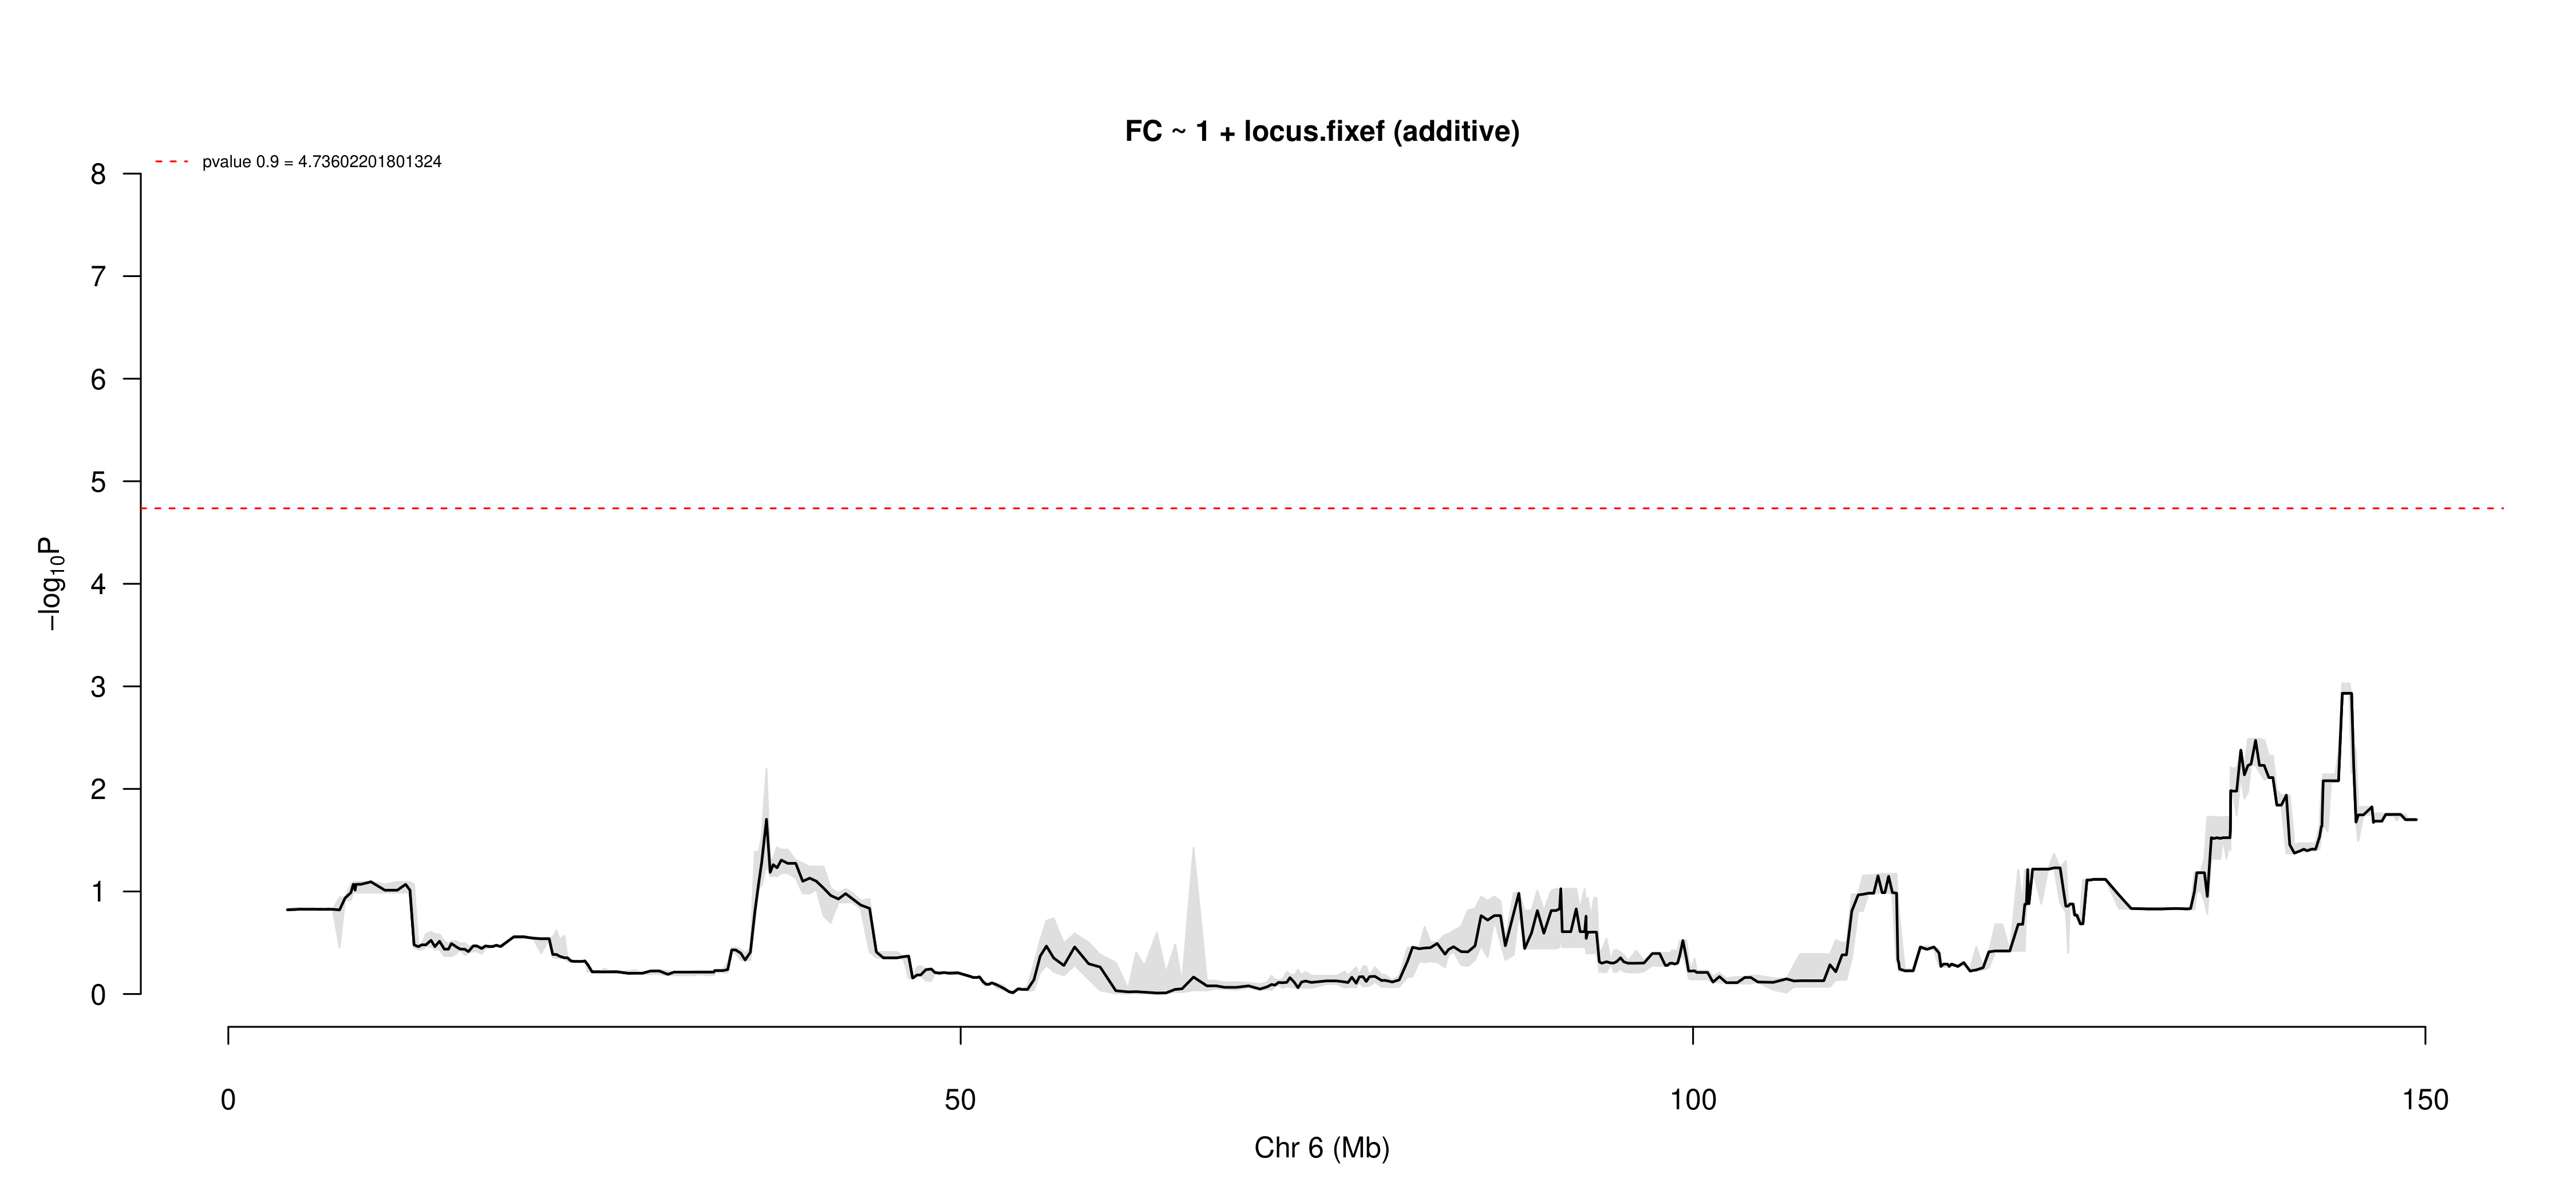 FC ~ 1 + locus.fixef (additive)
pvalue 0.9 = 4.73602201801324
8
7
6
5
4
3
2
1
0
−log10P
0 50 100 150
Chr 6 (Mb)